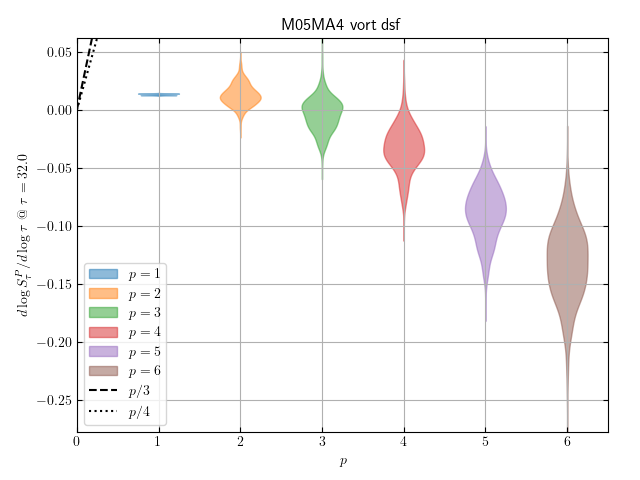 M05MA4 vort dsf
d log S_τ^P / d log τ @ τ = 32.0
0.05
0.00
−0.05
−0.10
−0.15
−0.20
−0.25
p = 1
p = 2
p = 3
p = 4
p = 5
p = 6
p/3
p/4
0 1 2 3 4 5 6
p